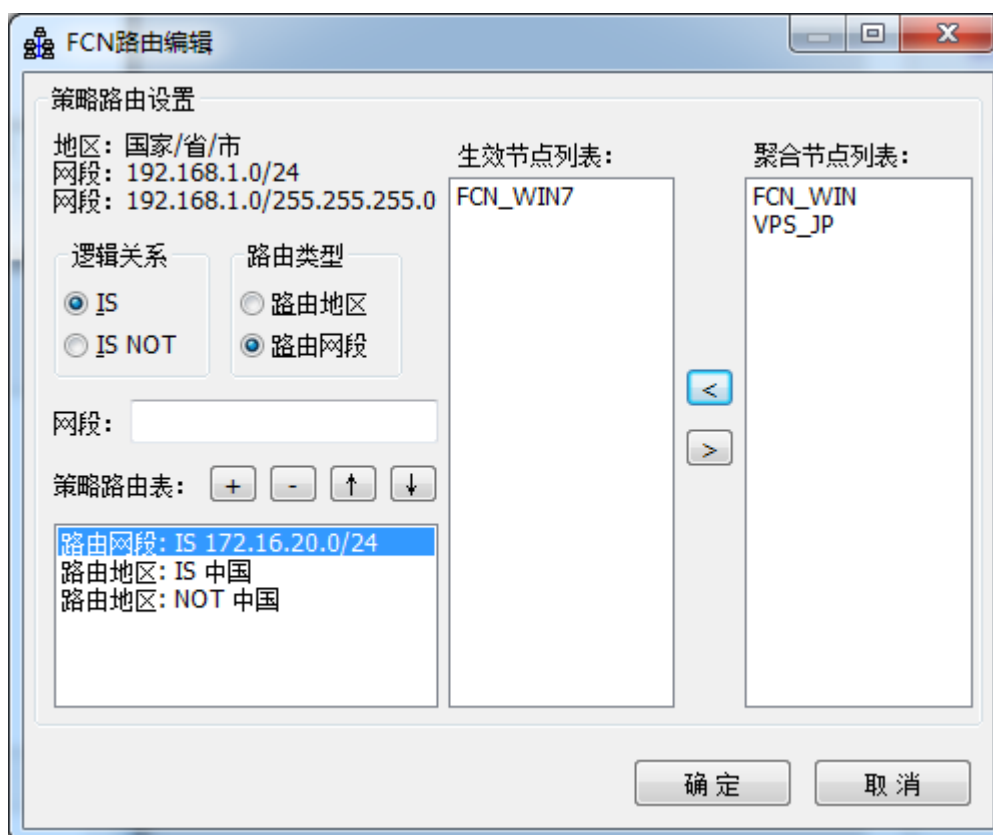 FCN路由编辑
策略路由设置
地区: 国家/省/市
网段: 192.168.1.0/24
网段: 192.168.1.0/255.255.255.0
逻辑关系
IS
IS NOT
路由类型
路由地区
路由网段
网段:
策略路由表: + - ↑ ↓
路由网段: IS 172.16.20.0/24
路由地区: IS 中国
路由地区: NOT 中国
生效节点列表:
FCN_WIN7
<
>
聚合节点列表:
FCN_WIN
VPS_JP
确定
取消